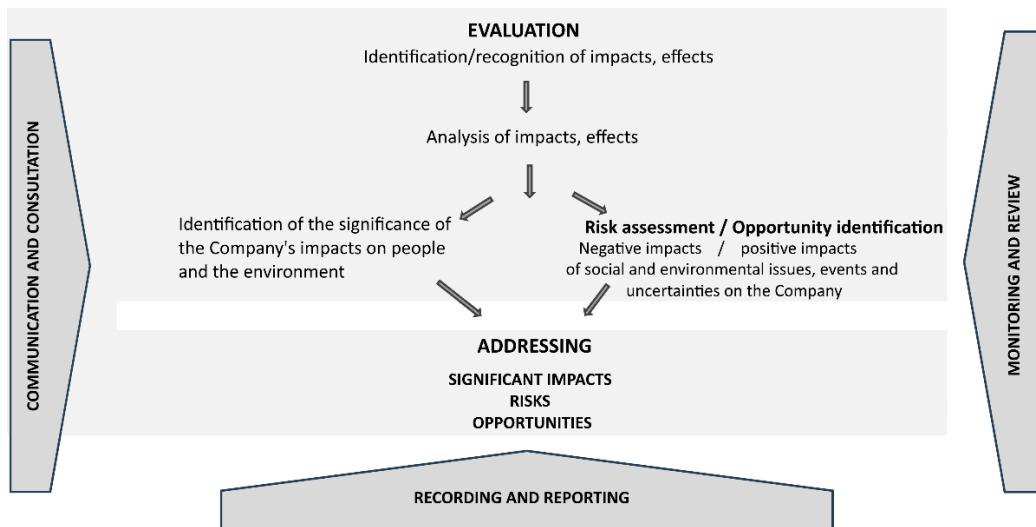 EVALUATION
Identification/recognition of impacts, effects
Analysis of impacts, effects
Identification of the significance of
the Company's impacts on people
and the environment
Risk assessment / Opportunity identification
Negative impacts / positive impacts
of social and environmental issues, events and
uncertainties on the Company
ADDRESSING
SIGNIFICANT IMPACTS
RISKS
OPPORTUNITIES
COMMUNICATION AND CONSULTATION
MONITORING AND REVIEW
RECORDING AND REPORTING